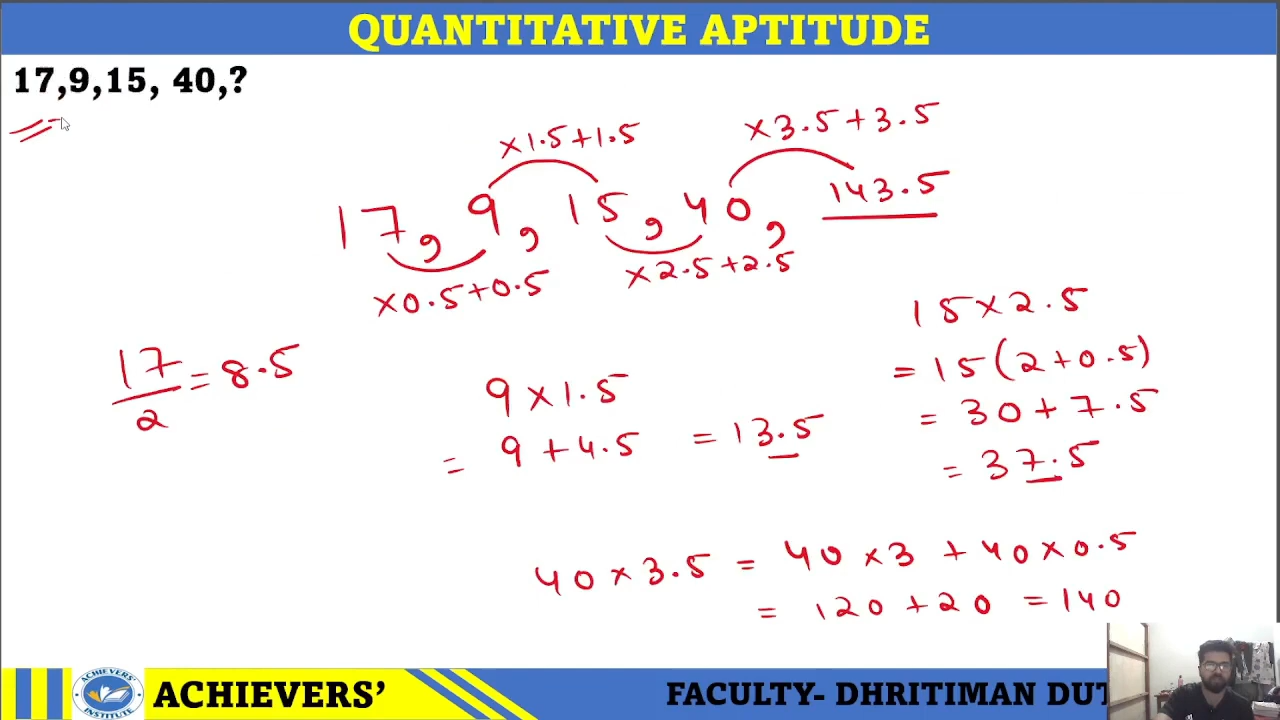 QUANTITATIVE APTITUDE
17,9,15, 40,?
×1.5+1.5
×3.5+3.5
17, 9, 15, 40, 143.5
×0.5+0.5
×2.5+2.5
17/2 = 8.5
9 × 1.5
= 9 + 4.5 = 13.5
15 × 2.5
= 15(2+0.5)
= 30 + 7.5
= 37.5
40 × 3.5 = 40 × 3 + 40 × 0.5
= 120 + 20 = 140
ACHIEVERS'
INSTITUTE
ACHIEVERS’
FACULTY- DHRITIMAN DUT